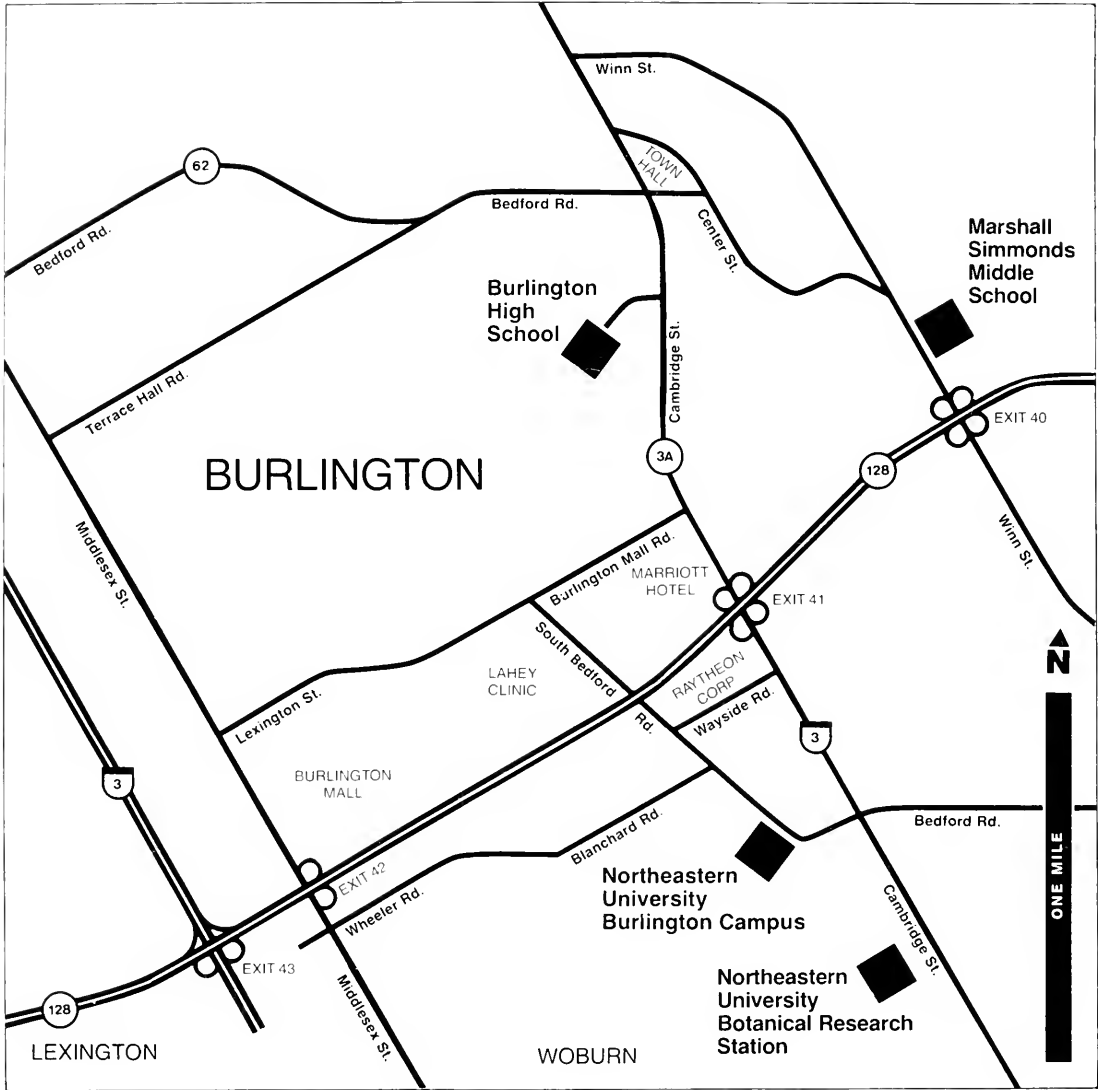 Winn St.
TOWN
HALL
62
Bedford Rd.
Bedford Rd.
Center St.
Marshall
Simmonds
Middle
School
Burlington
High
School
Cambridge St.
Terrace Hall Rd.
EXIT 40
3A
128
BURLINGTON
Middlesex St.
Winn St.
Burlington Mall Rd.
MARRIOTT
HOTEL
EXIT 41
South Bedford
Rd.
LAHEY
CLINIC
RAYTHEON
CORP
N
Wayside Rd.
Lexington St.
3
3
BURLINGTON
MALL
Blanchard Rd.
Bedford Rd.
EXIT 42
Wheeler Rd.
Northeastern
University
Burlington Campus
ONE MILE
Cambridge St.
EXIT 43
Middlesex St.
Northeastern
University
Botanical Research
Station
128
LEXINGTON
WOBURN